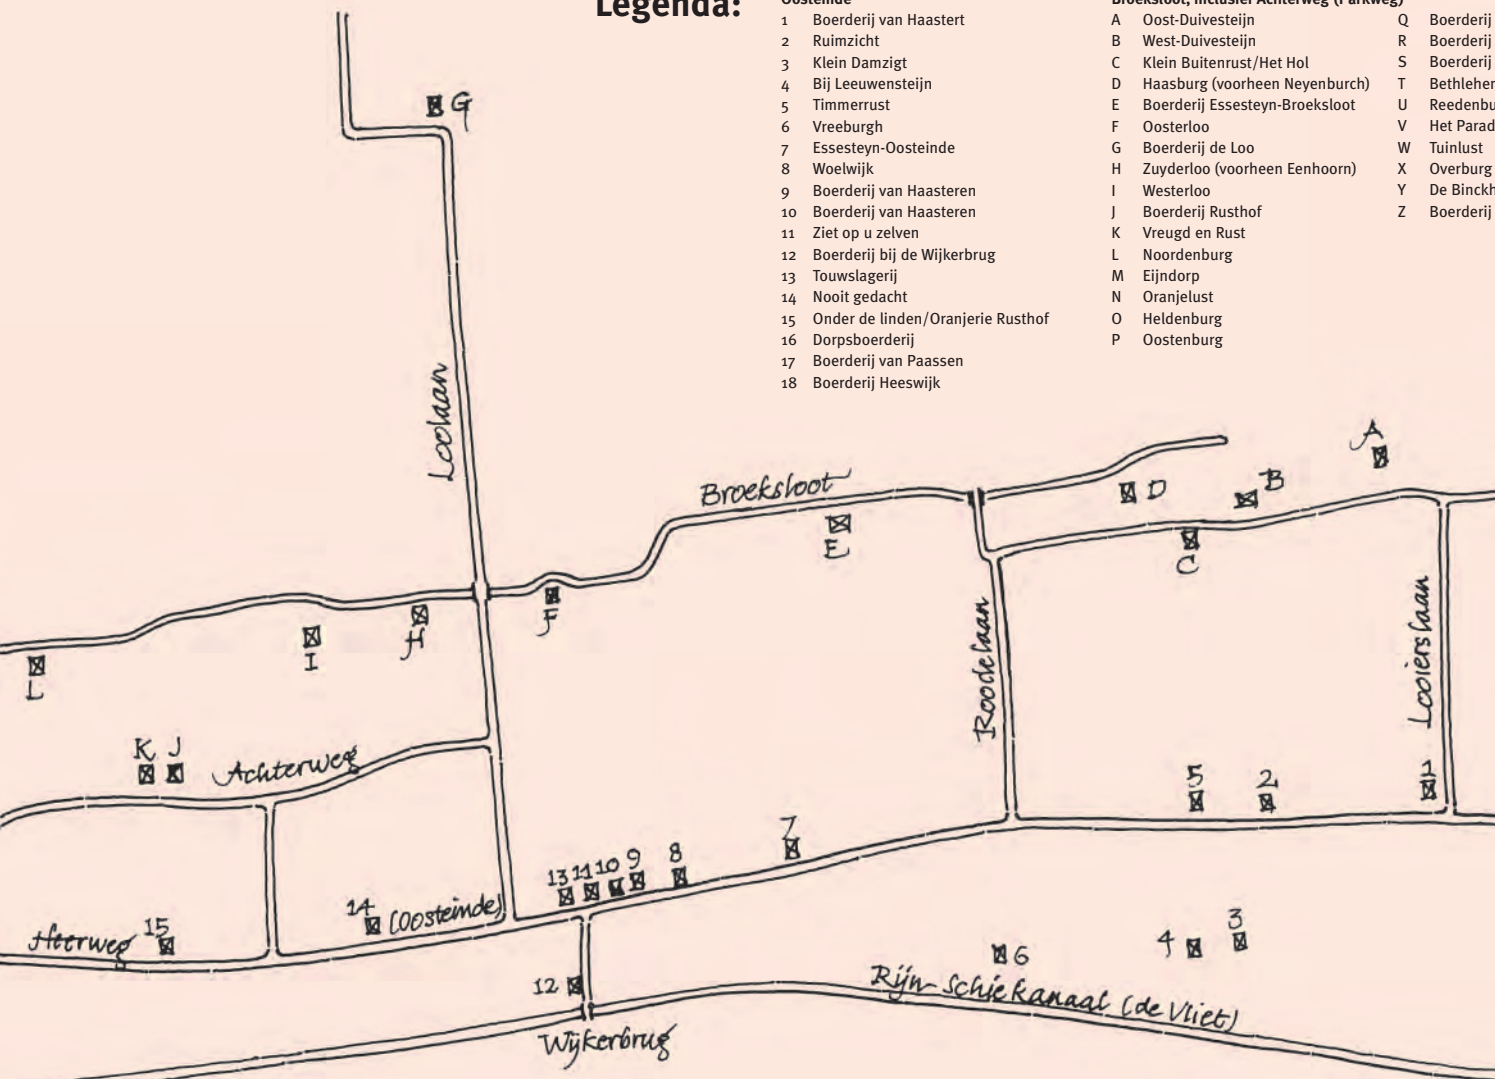 Legenda:
Oosteinde
1 Boerderij van Haastert
2 Ruimzicht
3 Klein Damzigt
4 Bij Leeuwensteijn
5 Timmerrust
6 Vreeburgh
7 Essesteyn-Oosteinde
8 Woelwijk
9 Boerderij van Haasteren
10 Boerderij van Haasteren
11 Ziet op u zelven
12 Boerderij bij de Wijkerbrug
13 Touwslagerij
14 Nooit gedacht
15 Onder de linden/Oranjerie Rusthof
16 Dorpsboerderij
17 Boerderij van Paassen
18 Boerderij Heeswijk
Broeksloot, inclusief Achterweg (Parkweg)
A Oost-Duivesteijn
B West-Duivesteijn
C Klein Buitenrust/Het Hol
D Haasburg (voorheen Neyenburch)
E Boerderij Essesteyn-Broeksloot
F Oosterloo
G Boerderij de Loo
H Zuyderloo (voorheen Eenhoorn)
I Westerloo
J Boerderij Rusthof
K Vreugd en Rust
L Noordenburg
M Eijndorp
N Oranjelust
O Heldenburg
P Oostenburg
Q Boerderij
R Boerderij
S Boerderij
T Bethlehe
U Reedenbu
V Het Parad
W Tuinlust
X Overburg
Y De Binckh
Z Boerderij
G
Loolaan
A
Broeksloot
D
B
E
C
F
H
I
L
Roodelaan
Looierslaan
K J
Achterweg
5
2
1
7
13 11 10 9 8
14
(Oosteinde)
Heerweg
15
3
4
6
12
Rijn-Schiekanaal (de Vliet)
Wijkerbrug